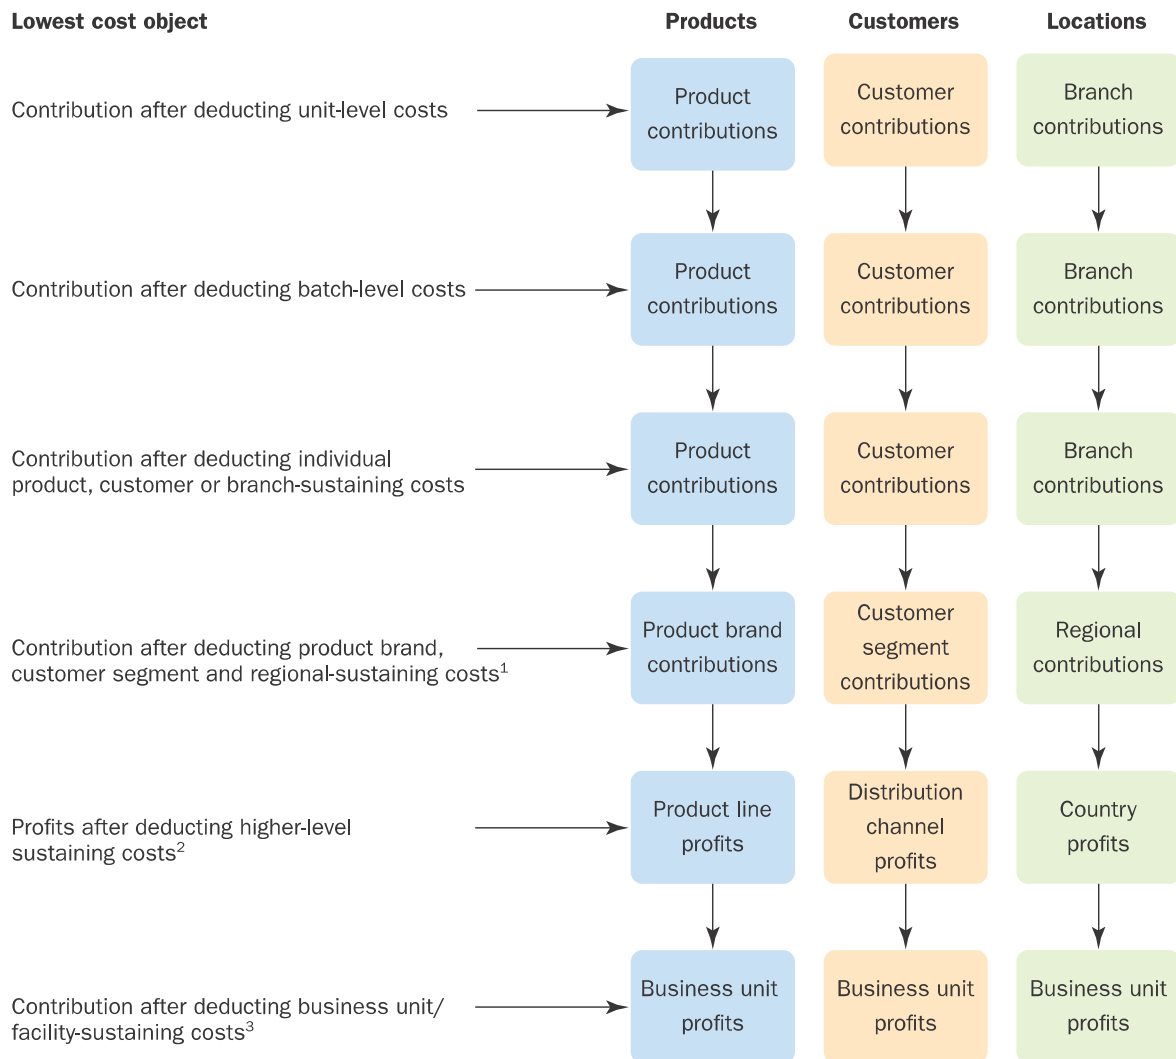 Lowest cost object Products Customers Locations
Contribution after deducting unit-level costs
Product
contributions
Customer
contributions
Branch
contributions
Contribution after deducting batch-level costs
Product
contributions
Customer
contributions
Branch
contributions
Contribution after deducting individual
product, customer or branch-sustaining costs
Product
contributions
Customer
contributions
Branch
contributions
Contribution after deducting product brand,
customer segment and regional-sustaining costs¹
Product brand
contributions
Customer
segment
contributions
Regional
contributions
Profits after deducting higher-level
sustaining costs²
Product line
profits
Distribution
channel
profits
Country
profits
Contribution after deducting business unit/
facility-sustaining costs³
Business unit
profits
Business unit
profits
Business unit
profits